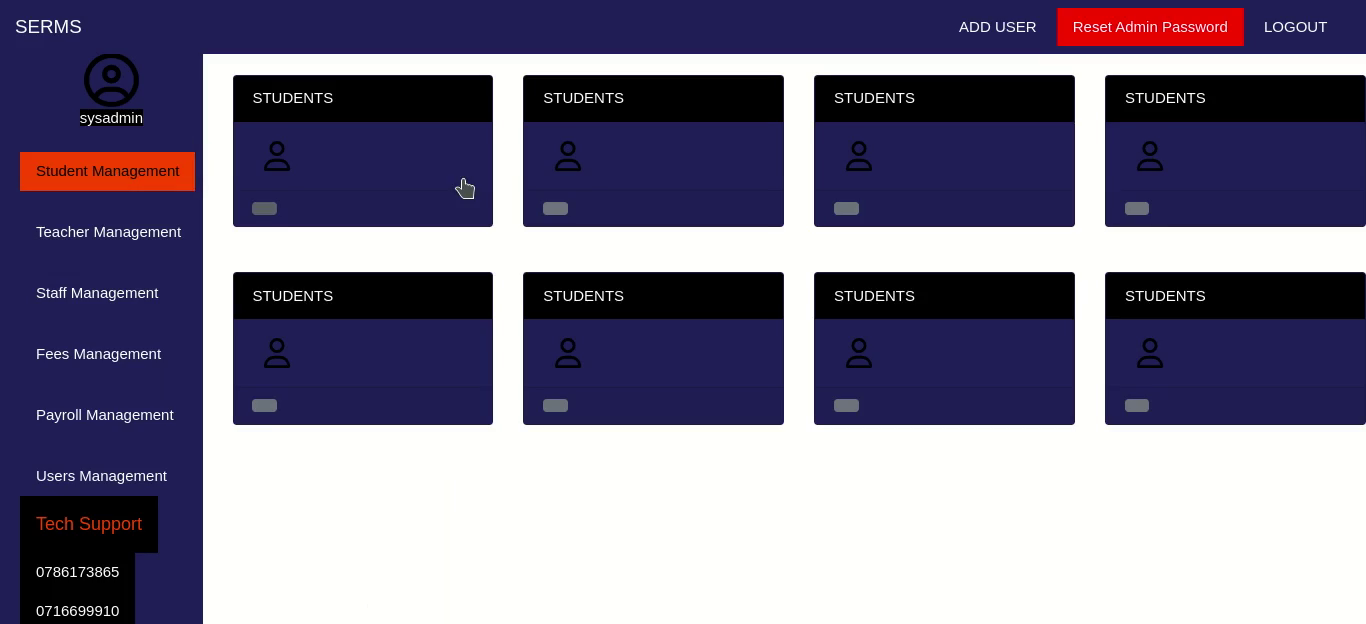 SERMS
ADD USER
Reset Admin Password
LOGOUT
sysadmin
Student Management
Teacher Management
Staff Management
Fees Management
Payroll Management
Users Management
Tech Support
0786173865
0716699910
STUDENTS
STUDENTS
STUDENTS
STUDENTS
STUDENTS
STUDENTS
STUDENTS
STUDENTS